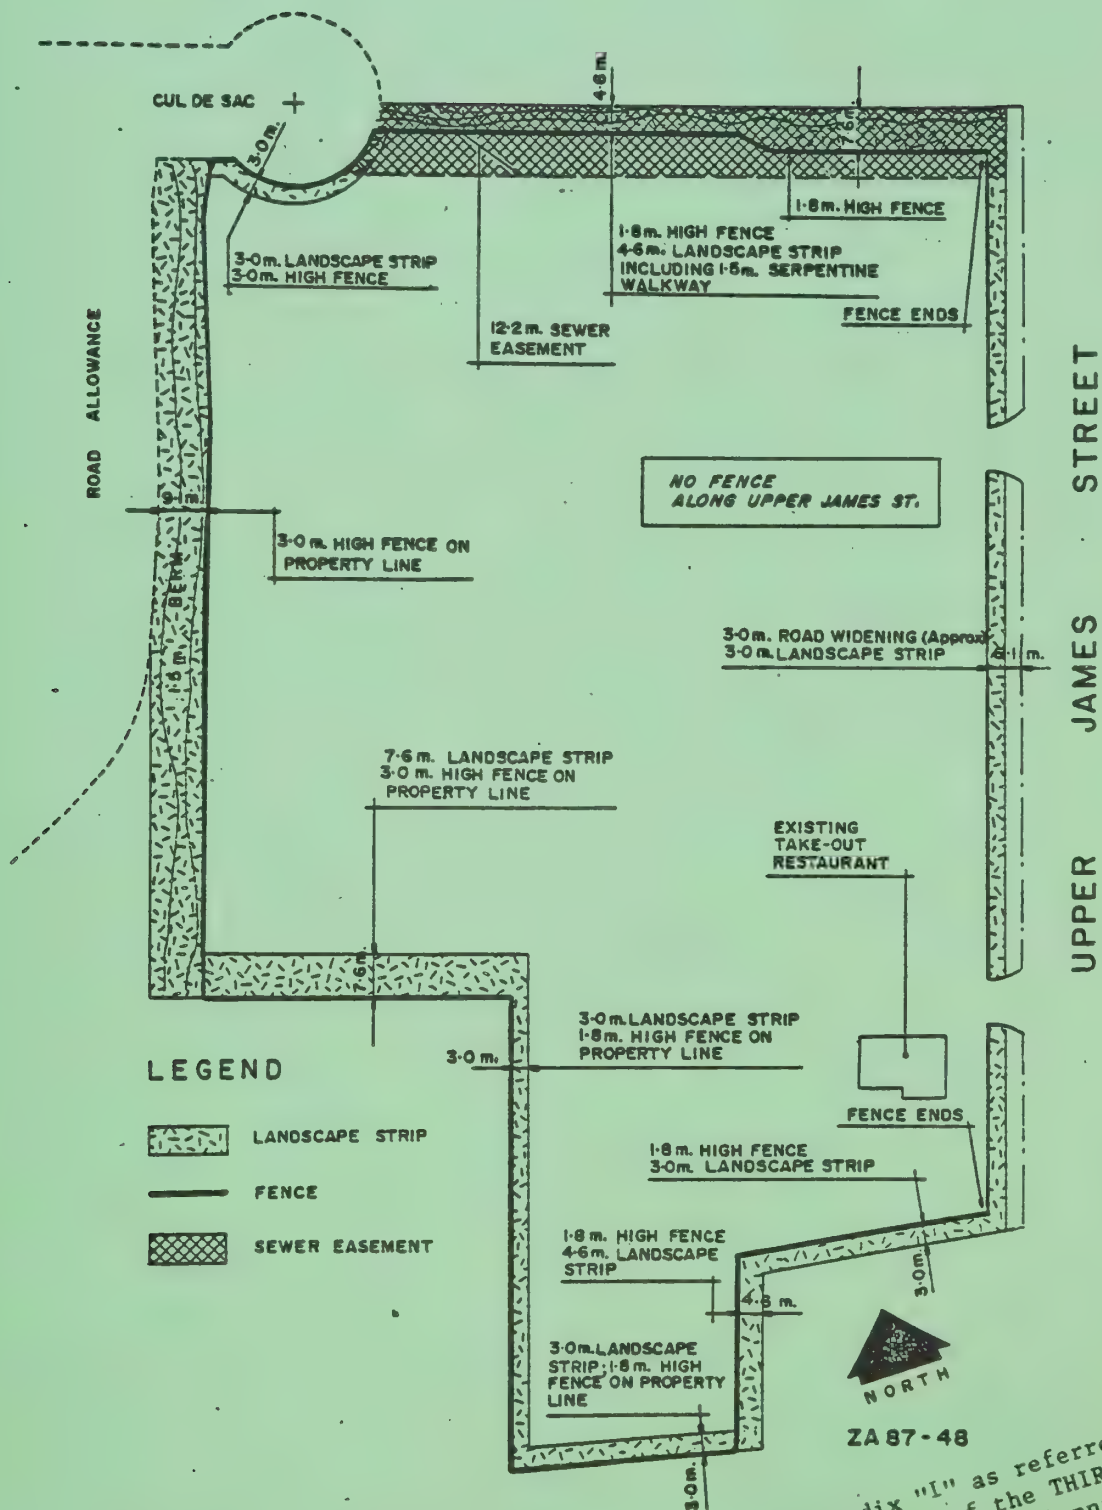 CUL DE SAC
3·0m.
4·6m.
7·6m.
1·8m. HIGH FENCE
3·0m. LANDSCAPE STRIP
3·0m. HIGH FENCE
1·8m. HIGH FENCE
4·6m. LANDSCAPE STRIP
INCLUDING 1·5m. SERPENTINE
WALKWAY
FENCE ENDS
12·2m. SEWER
EASEMENT
ROAD ALLOWANCE
NO FENCE
ALONG UPPER JAMES ST.
9·1m.
3·0m. HIGH FENCE ON
PROPERTY LINE
1·5m. BERM
3·0m. ROAD WIDENING (Approx)
3·0m. LANDSCAPE STRIP
6·1m.
UPPER JAMES STREET
7·6m. LANDSCAPE STRIP
3·0m. HIGH FENCE ON
PROPERTY LINE
EXISTING
TAKE-OUT
RESTAURANT
7·6m.
3·0m. LANDSCAPE STRIP
1·8m. HIGH FENCE ON
PROPERTY LINE
3·0m.
LEGEND
LANDSCAPE STRIP
FENCE
SEWER EASEMENT
FENCE ENDS
1·8m. HIGH FENCE
3·0m. LANDSCAPE STRIP
1·8m. HIGH FENCE
4·6m. LANDSCAPE
STRIP
3·0m.
4·6m.
3·0m. LANDSCAPE
STRIP; 1·8m. HIGH
FENCE ON PROPERTY
LINE
3·0m.
NORTH
ZA 87-48
"I" as
the